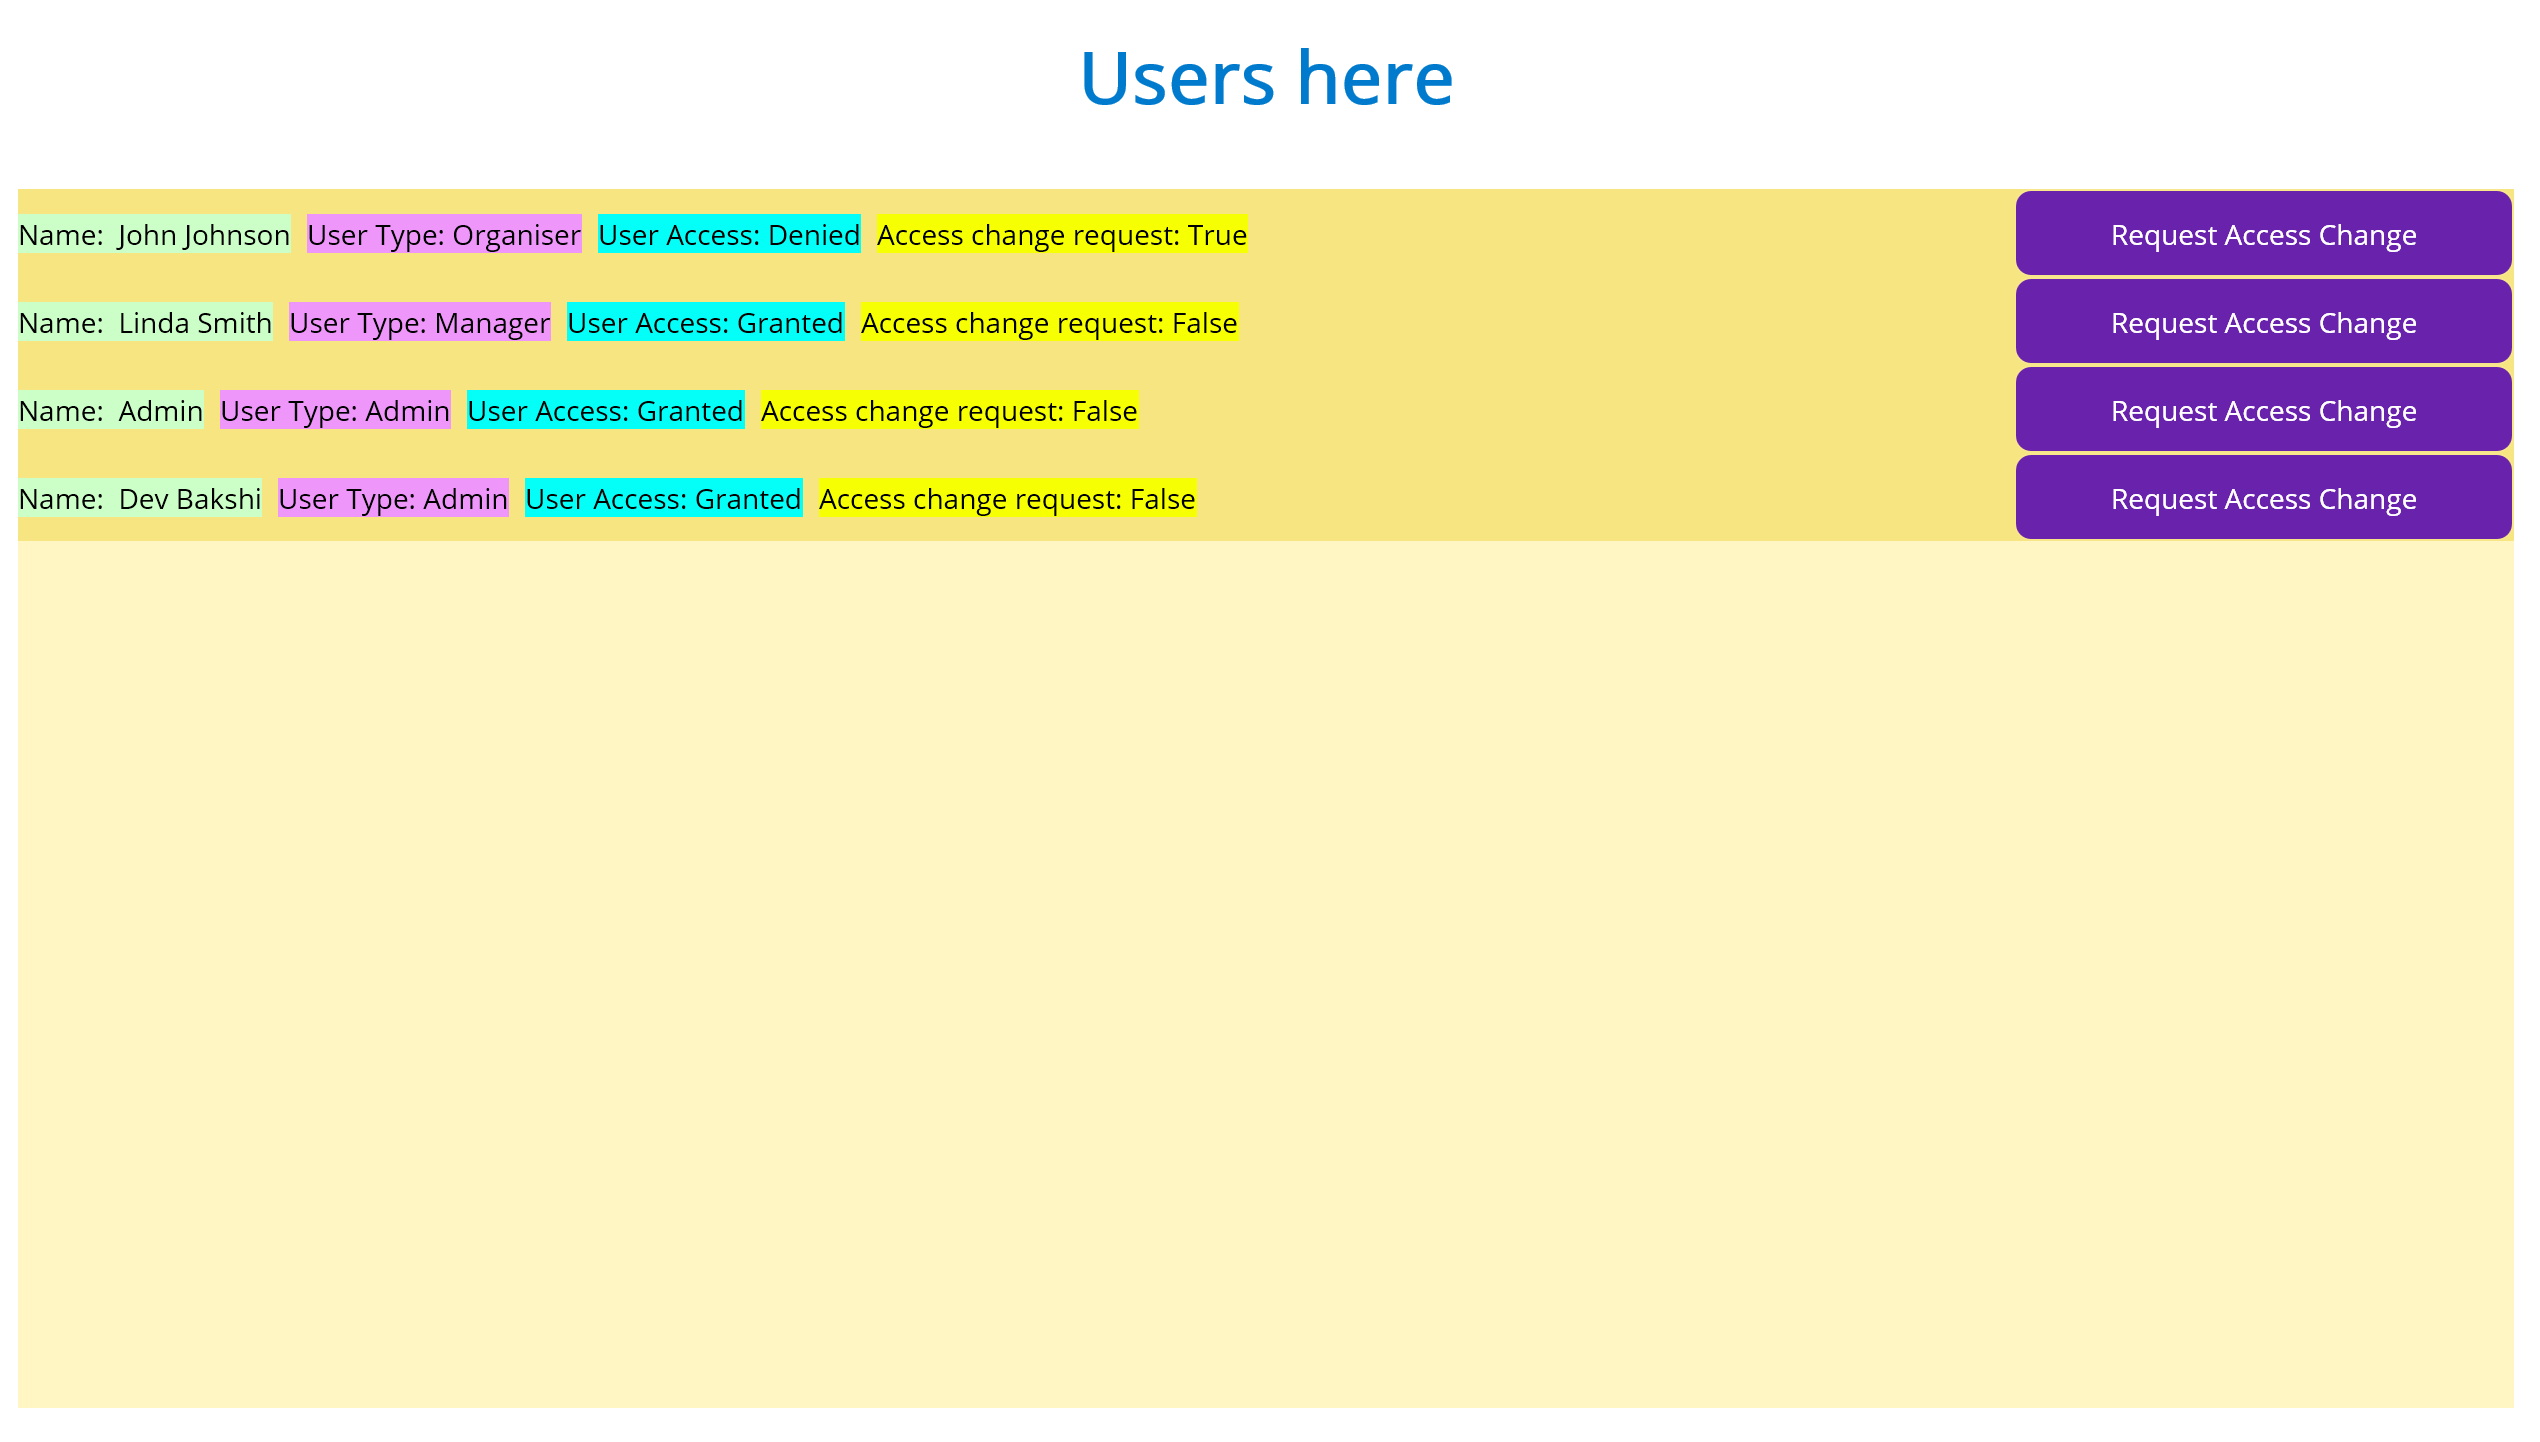 Users here
Name:  John Johnson User Type: Organiser User Access: Denied Access change request: True Request Access Change
Name:  Linda Smith User Type: Manager User Access: Granted Access change request: False Request Access Change
Name:  Admin User Type: Admin User Access: Granted Access change request: False Request Access Change
Name:  Dev Bakshi User Type: Admin User Access: Granted Access change request: False Request Access Change